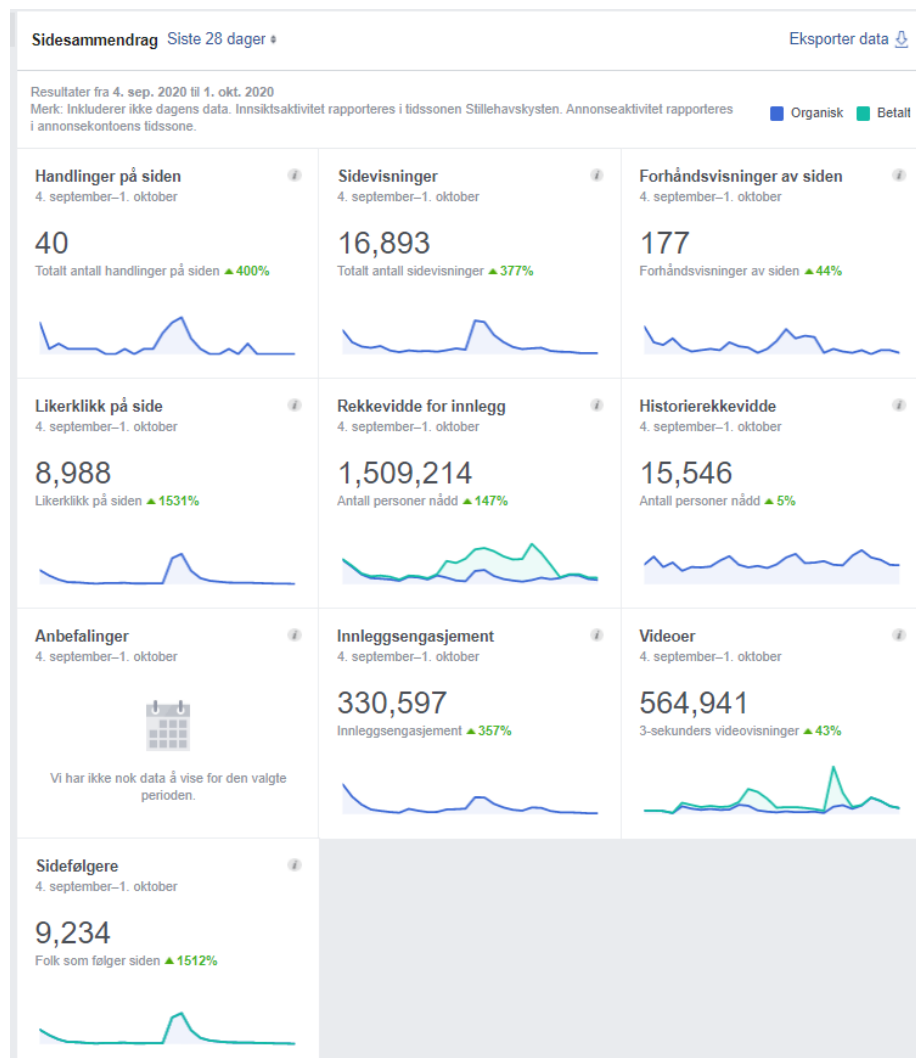 Sidesammendrag Siste 28 dager
Eksporter data
Resultater fra 4. sep. 2020 til 1. okt. 2020
Merk: Inkluderer ikke dagens data. Innsiktsaktivitet rapporteres i tidssonen Stillehavskysten. Annonseaktivitet rapporteres
i annonsekontoens tidssone.
Organisk Betalt
Handlinger på siden
4. september–1. oktober
40
Totalt antall handlinger på siden ▲400%
Sidevisninger
4. september–1. oktober
16,893
Totalt antall sidevisninger ▲377%
Forhåndsvisninger av siden
4. september–1. oktober
177
Forhåndsvisninger av siden ▲44%
Likerklikk på side
4. september–1. oktober
8,988
Likerklikk på siden ▲1531%
Rekkevidde for innlegg
4. september–1. oktober
1,509,214
Antall personer nådd ▲147%
Historierekkevidde
4. september–1. oktober
15,546
Antall personer nådd ▲5%
Anbefalinger
4. september–1. oktober
Vi har ikke nok data å vise for den valgte
perioden.
Innleggsengasjement
4. september–1. oktober
330,597
Innleggsengasjement ▲357%
Videoer
4. september–1. oktober
564,941
3-sekunders videovisninger ▲43%
Sidefølgere
4. september–1. oktober
9,234
Folk som følger siden ▲1512%